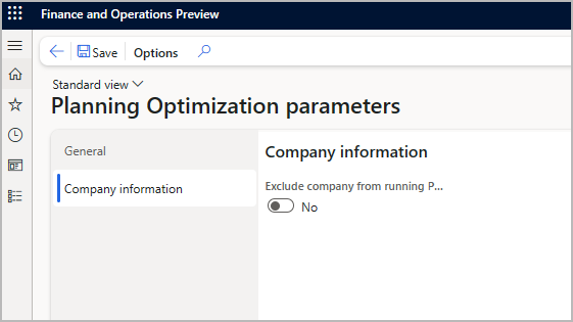 Finance and Operations Preview
Save Options
Standard view
Planning Optimization parameters
General
Company information
Company information
Exclude company from running P...
No